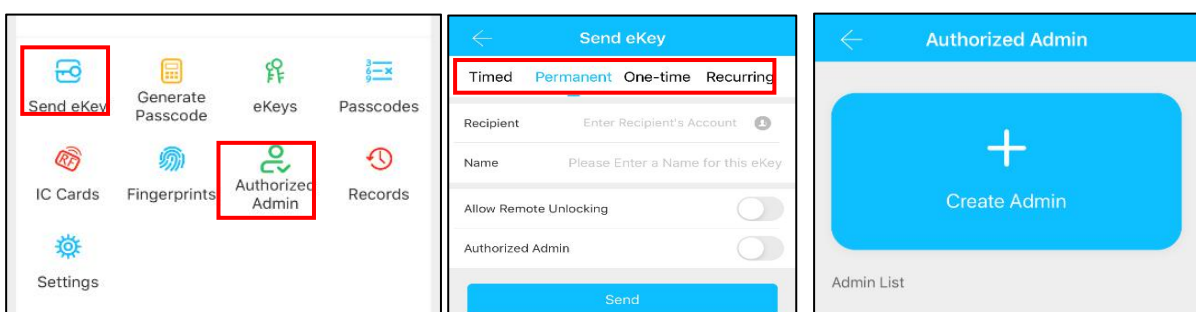 Send eKey
Generate
Passcode
eKeys
Passcodes
IC Cards
Fingerprints
Authorized
Admin
Records
Settings
Send eKey
Timed Permanent One-time Recurring
Recipient Enter Recipient's Account
Name Please Enter a Name for this eKey
Allow Remote Unlocking
Authorized Admin
Send
Authorized Admin
Create Admin
Admin List